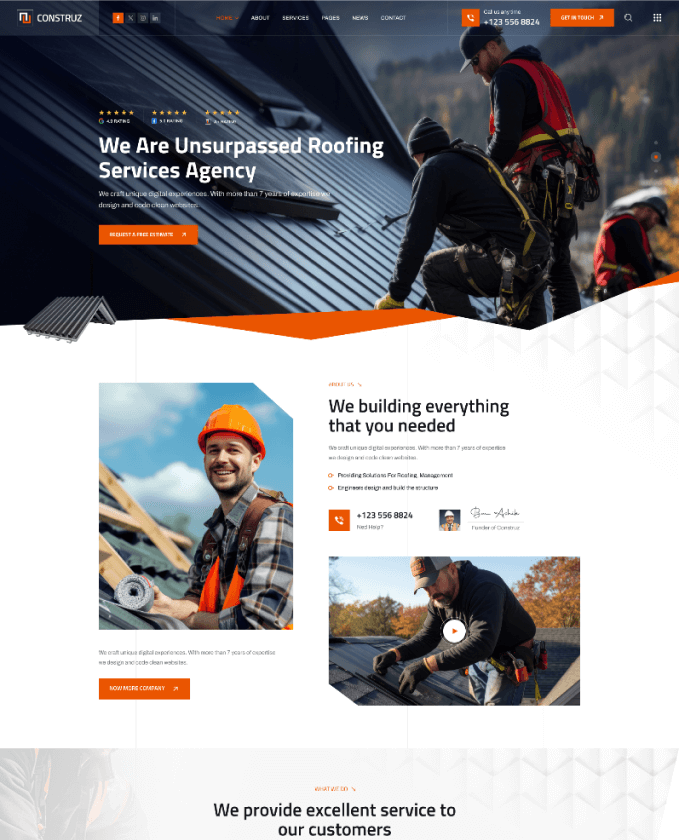 CONSTRUZ
HOME
ABOUT
SERVICES
PAGES
NEWS
CONTACT
Call us any time
+123 556 8824
GET IN TOUCH
4.9 RATING
5.0 RATING
We Are Unsurpassed Roofing
Services Agency
We craft unique digital experiences. With more than 7 years of expertise we
design and code clean websites.
REQUEST A FREE ESTIMATE
ABOUT US
We building everything
that you needed
We craft unique digital experiences. With more than 7 years of expertise
we design and code clean websites.
Providing Solutions For Roofing, Management
Engineers design and build the structure
+123 556 8824
Need Help?
Funder of Construz
We craft unique digital experiences. With more than 7 years of expertise
we design and code clean websites.
NOW MORE COMPANY
WHAT WE DO
We provide excellent service to
our customers